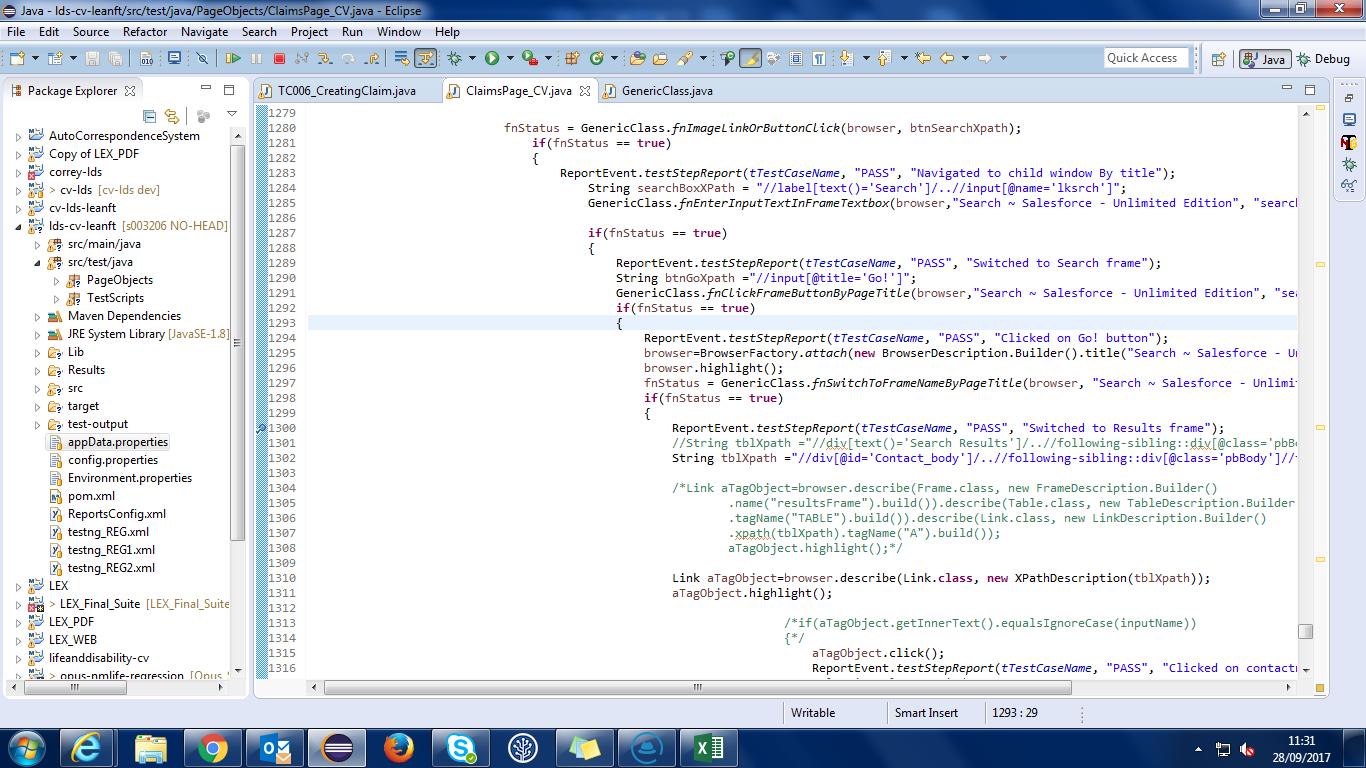 Java - lds-cv-leanft/src/test/java/PageObjects/ClaimsPage_CV.java - Eclipse
File Edit Source Refactor Navigate Search Project Run Window Help
Quick Access Java Debug
Package Explorer
TC006_CreatingClaim.java ClaimsPage_CV.java GenericClass.java
AutoCorrespondenceSystem
Copy of LEX_PDF
correy-lds
> cv-lds [cv-lds dev]
cv-lds-leanft
lds-cv-leanft [s003206 NO-HEAD]
src/main/java
src/test/java
PageObjects
TestScripts
Maven Dependencies
JRE System Library [JavaSE-1.8]
Lib
Results
src
target
test-output
appData.properties
config.properties
Environment.properties
pom.xml
ReportsConfig.xml
testng_REG.xml
testng_REG1.xml
testng_REG2.xml
LEX
> LEX_Final_Suite [LEX_Final_Suite
LEX_PDF
LEX_WEB
lifeanddisability-cv
> opus-nmlife-regression [Opus_
1279
1280 fnStatus = GenericClass.fnImageLinkOrButtonClick(browser, btnSearchXpath);
1281 if(fnStatus == true)
1282 {
1283 ReportEvent.testStepReport(tTestCaseName, "PASS", "Navigated to child window By title");
1284 String searchBoxXPath = "//label[text()='Search']/..//input[@name='lksrch']";
1285 GenericClass.fnEnterInputTextInFrameTextbox(browser,"Search ~ Salesforce - Unlimited Edition", "search
1286
1287 if(fnStatus == true)
1288 {
1289 ReportEvent.testStepReport(tTestCaseName, "PASS", "Switched to Search frame");
1290 String btnGoXpath ="//input[@title='Go!']";
1291 GenericClass.fnClickFrameButtonByPageTitle(browser,"Search ~ Salesforce - Unlimited Edition", "sea
1292 if(fnStatus == true)
1293 {
1294 ReportEvent.testStepReport(tTestCaseName, "PASS", "Clicked on Go! button");
1295 browser=BrowserFactory.attach(new BrowserDescription.Builder().title("Search ~ Salesforce - Un
1296 browser.highlight();
1297 fnStatus = GenericClass.fnSwitchToFrameNameByPageTitle(browser, "Search ~ Salesforce - Unlimit
1298 if(fnStatus == true)
1299 {
1300 ReportEvent.testStepReport(tTestCaseName, "PASS", "Switched to Results frame");
1301 //String tblXpath ="//div[text()='Search Results']/..//following-sibling::div[@class='pbBo
1302 String tblXpath ="//div[@id='Contact_body']/..//following-sibling::div[@class='pbBody']//t
1303
1304 /*Link aTagObject=browser.describe(Frame.class, new FrameDescription.Builder()
1305 .name("resultsFrame").build()).describe(Table.class, new TableDescription.Builder
1306 .tagName("TABLE").build()).describe(Link.class, new LinkDescription.Builder()
1307 .xpath(tblXpath).tagName("A").build());
1308 aTagObject.highlight();*/
1309
1310 Link aTagObject=browser.describe(Link.class, new XPathDescription(tblXpath));
1311 aTagObject.highlight();
1312
1313 /*if(aTagObject.getInnerText().equalsIgnoreCase(inputName))
1314 {*/
1315 aTagObject.click();
1316 ReportEvent.testStepReport(tTestCaseName, "PASS", "Clicked on contactn
Writable Smart Insert 1293 : 29
11:31
28/09/2017